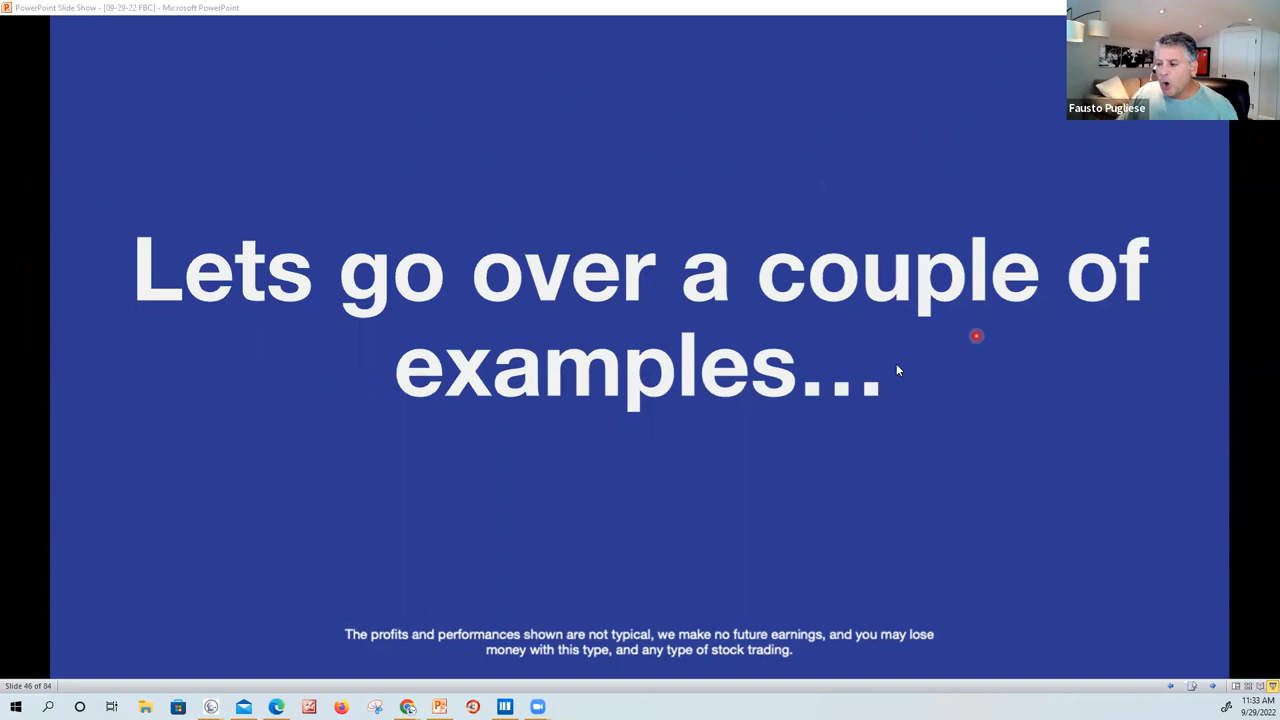 PowerPoint Slide Show - [09-29-22 FBC] - Microsoft PowerPoint
Fausto Pugliese
Lets go over a couple of
examples...
The profits and performances shown are not typical, we make no future earnings, and you may lose
money with this type, and any type of stock trading.
Slide 46 of 84
11:33 AM
9/29/2022